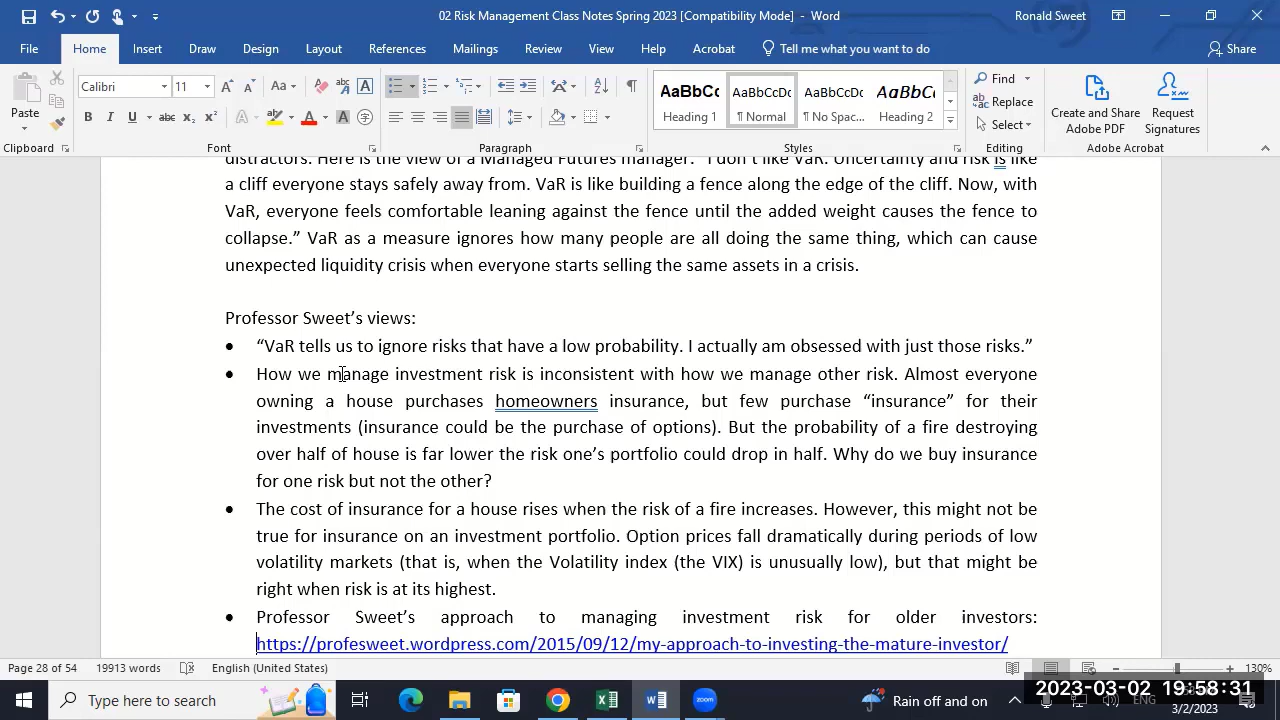 02 Risk Management Class Notes Spring 2023 [Compatibility Mode] - Word
Ronald Sweet
File Home Insert Draw Design Layout References Mailings Review View Help Acrobat Tell me what you want to do Share
Paste
Clipboard
Calibri 11
Font
Paragraph
AaBbCc AaBbCcDc AaBbCcDc AaBbCc
Heading 1 ¶ Normal ¶ No Spac... Heading 2
Styles
Find
Replace
Select
Editing
Create and Share Adobe PDF
Request Signatures
Adobe Acrobat
distractors. Here is the view of a Managed Futures manager. “I don’t like VaR. Uncertainty and risk is like
a cliff everyone stays safely away from. VaR is like building a fence along the edge of the cliff. Now, with
VaR, everyone feels comfortable leaning against the fence until the added weight causes the fence to
collapse.” VaR as a measure ignores how many people are all doing the same thing, which can cause
unexpected liquidity crisis when everyone starts selling the same assets in a crisis.
Professor Sweet’s views:
● “VaR tells us to ignore risks that have a low probability. I actually am obsessed with just those risks.”
● How we manage investment risk is inconsistent with how we manage other risk. Almost everyone
owning a house purchases homeowners insurance, but few purchase “insurance” for their
investments (insurance could be the purchase of options). But the probability of a fire destroying
over half of house is far lower the risk one’s portfolio could drop in half. Why do we buy insurance
for one risk but not the other?
● The cost of insurance for a house rises when the risk of a fire increases. However, this might not be
true for insurance on an investment portfolio. Option prices fall dramatically during periods of low
volatility markets (that is, when the Volatility index (the VIX) is unusually low), but that might be
right when risk is at its highest.
● Professor Sweet’s approach to managing investment risk for older investors:
https://profesweet.wordpress.com/2015/09/12/my-approach-to-investing-the-mature-investor/
Page 28 of 54 19913 words English (United States) 130%
Type here to search
Rain off and on
ENG
2023-03-02 19:58:31
3/2/2023